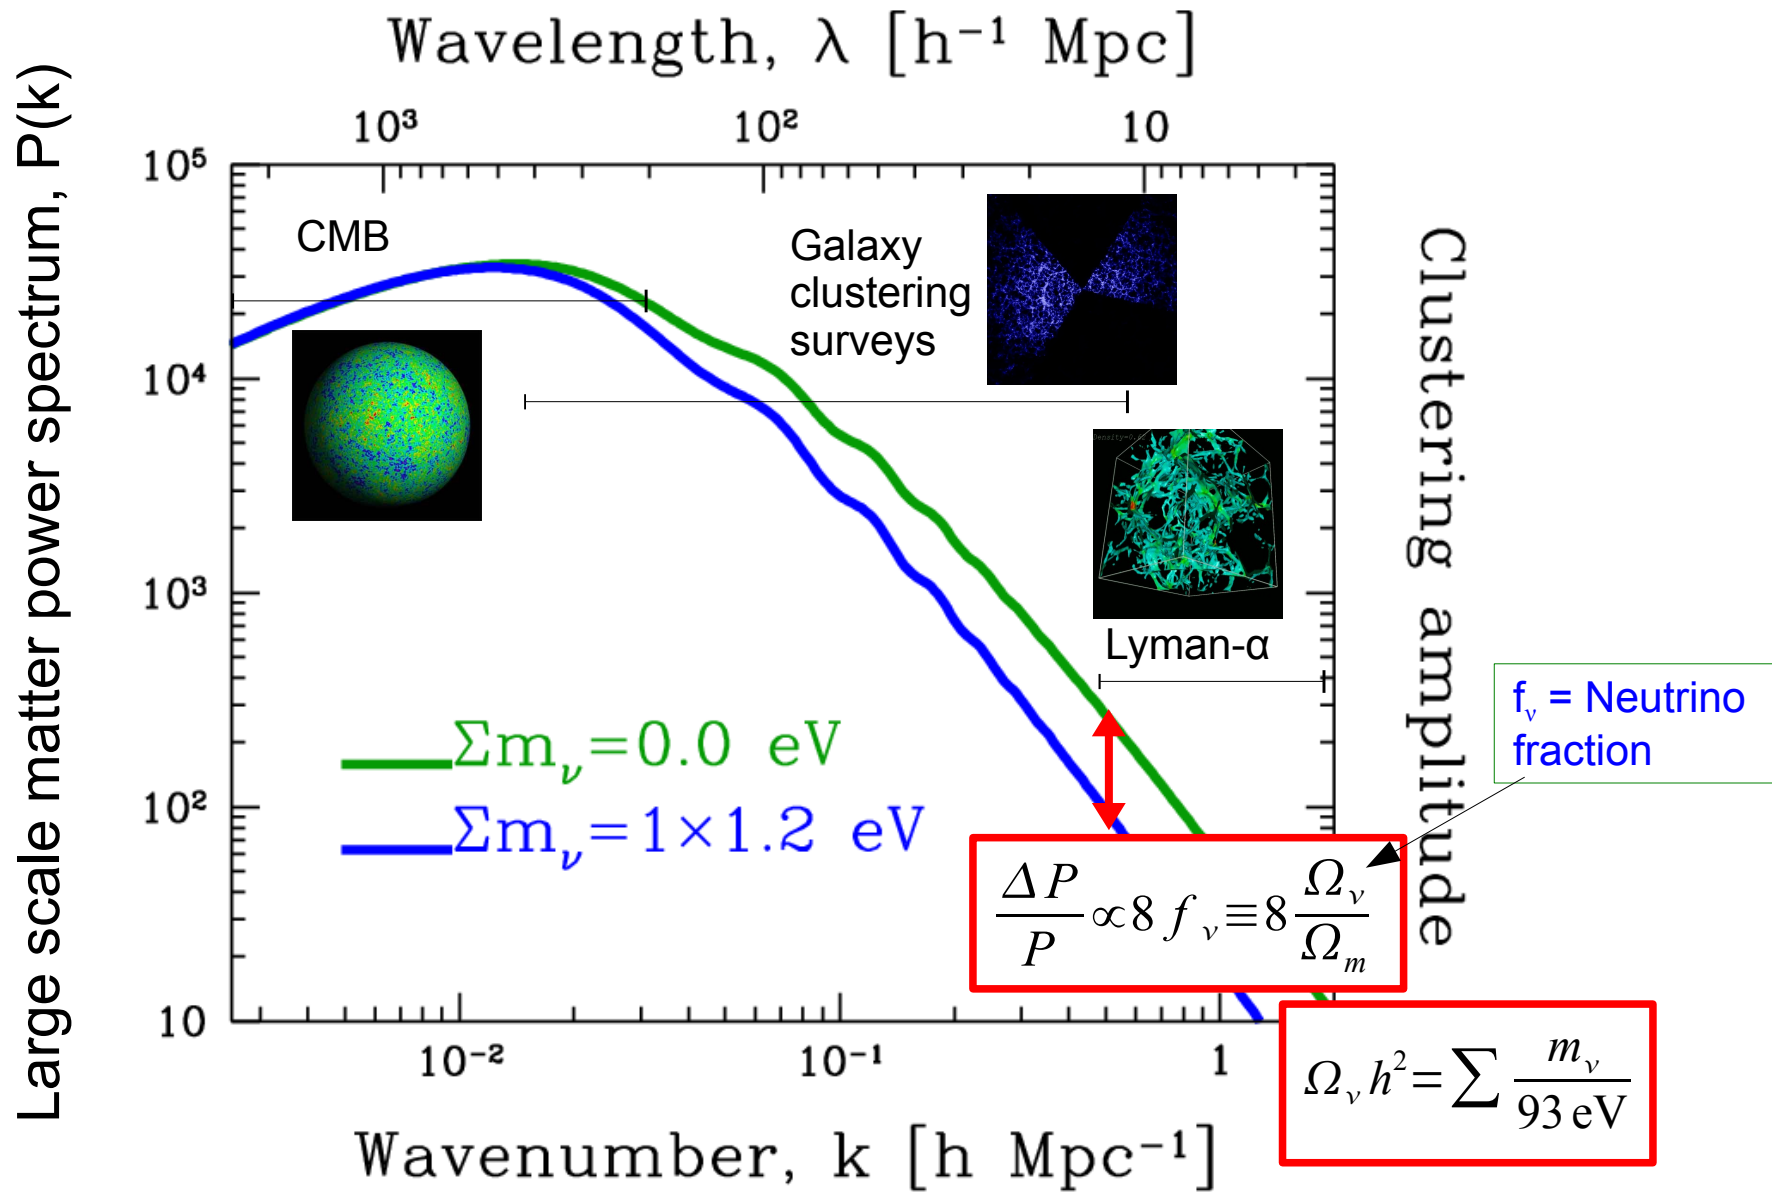 Wavelength, λ [h⁻¹ Mpc]
10³ 10² 10
Large scale matter power spectrum, P(k)
10⁵
10⁴
10³
10²
10
CMB
Galaxy
clustering
surveys
Lyman-α
Clustering amplitude
Σm_ν=0.0 eV
Σm_ν=1×1.2 eV
f_ν = Neutrino
fraction
ΔP/P ∝ 8 f_ν ≡ 8 Ω_ν/Ω_m
Ω_ν h² = ∑ m_ν/93 eV
10⁻² 10⁻¹ 1
Wavenumber, k [h Mpc⁻¹]